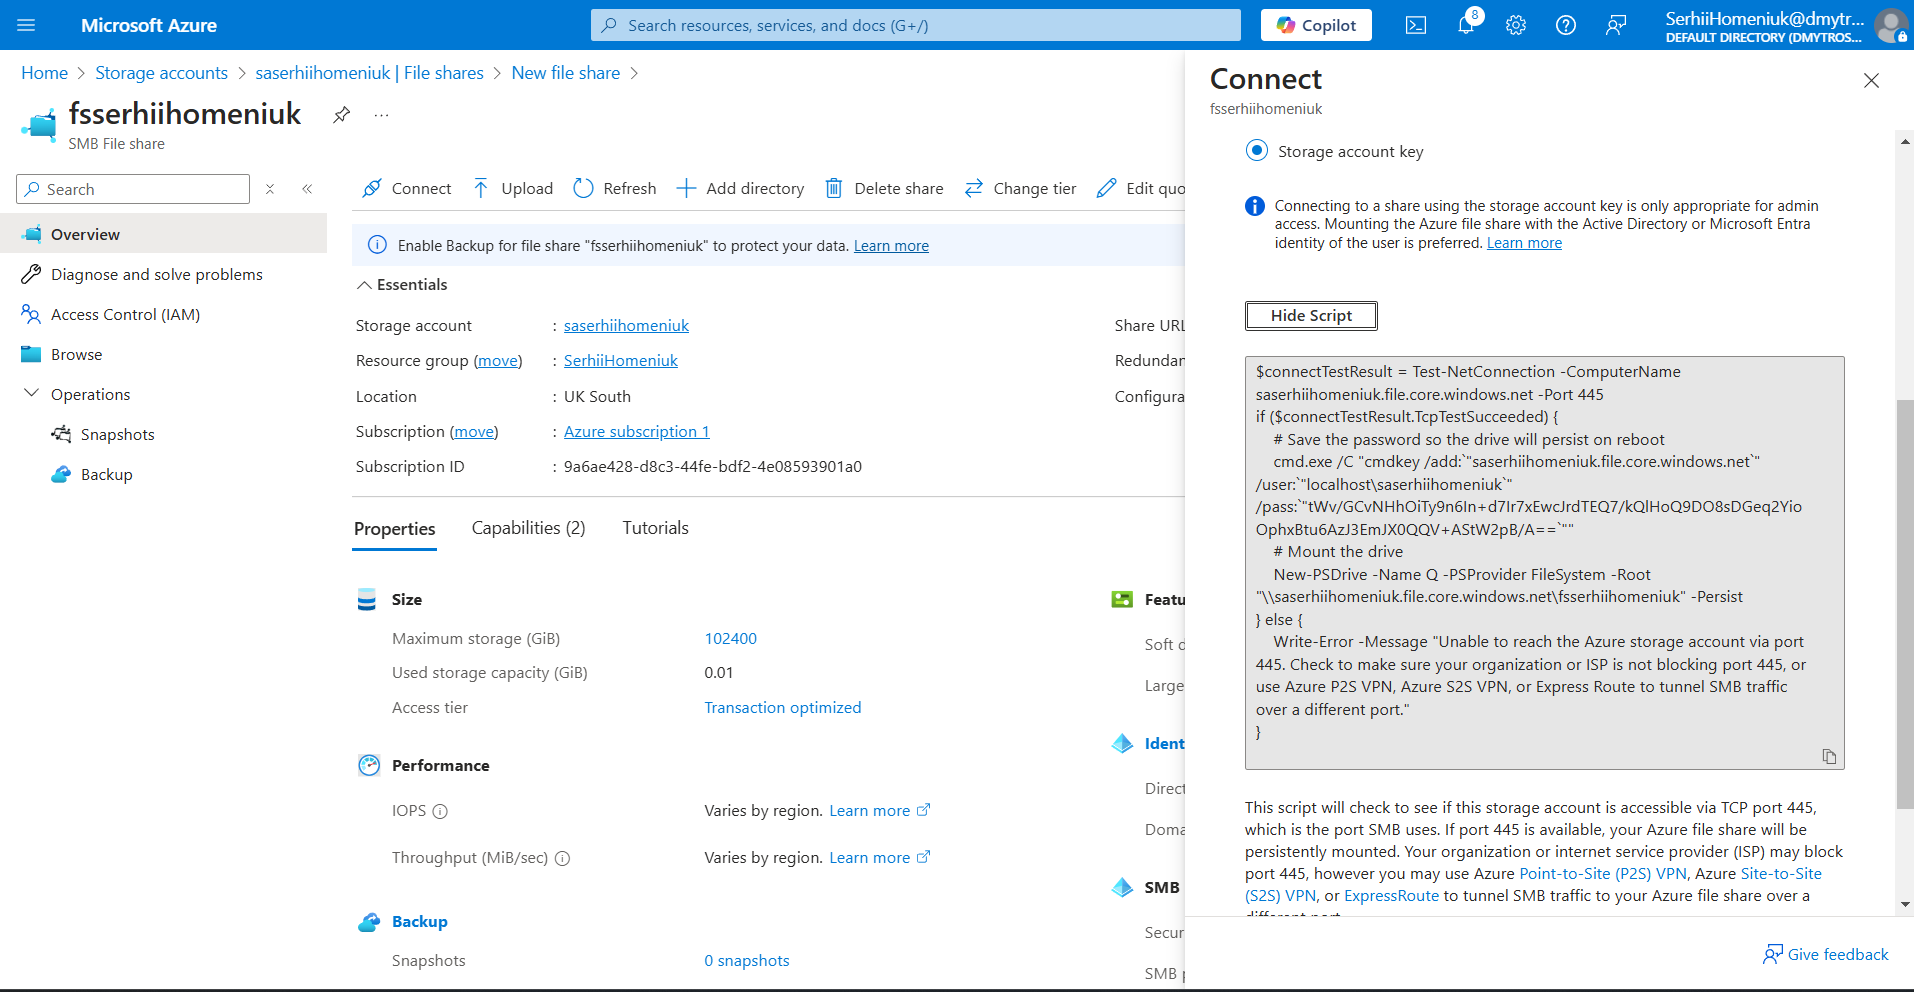 Microsoft Azure
Search resources, services, and docs (G+/)
Copilot
8
SerhiiHomeniuk@dmytr...
DEFAULT DIRECTORY (DMYTROS...
Home > Storage accounts > saserhiihomeniuk | File shares > New file share >
fsserhiihomeniuk
...
SMB File share
Search
Overview
Diagnose and solve problems
Access Control (IAM)
Browse
Operations
Snapshots
Backup
Connect
Upload
Refresh
Add directory
Delete share
Change tier
Edit quo
Enable Backup for file share "fsserhiihomeniuk" to protect your data. Learn more
Essentials
Storage account : saserhiihomeniuk
Resource group (move) : SerhiiHomeniuk
Location : UK South
Subscription (move) : Azure subscription 1
Subscription ID : 9a6ae428-d8c3-44fe-bdf2-4e08593901a0
Share URL
Redundan
Configura
Properties
Capabilities (2)
Tutorials
Size
Maximum storage (GiB) 102400
Used storage capacity (GiB) 0.01
Access tier Transaction optimized
Performance
IOPS Varies by region. Learn more
Throughput (MiB/sec) Varies by region. Learn more
Backup
Snapshots 0 snapshots
Featu
Soft d
Large
Ident
Direct
Doma
SMB
Secur
SMB p
Connect
fsserhiihomeniuk
Storage account key
Connecting to a share using the storage account key is only appropriate for admin
access. Mounting the Azure file share with the Active Directory or Microsoft Entra
identity of the user is preferred. Learn more
Hide Script
$connectTestResult = Test-NetConnection -ComputerName
saserhiihomeniuk.file.core.windows.net -Port 445
if ($connectTestResult.TcpTestSucceeded) {
# Save the password so the drive will persist on reboot
cmd.exe /C "cmdkey /add:`"saserhiihomeniuk.file.core.windows.net`"
/user:`"localhost\saserhiihomeniuk`"
/pass:`"
`""
# Mount the drive
New-PSDrive -Name Q -PSProvider FileSystem -Root
"\\saserhiihomeniuk.file.core.windows.net\fsserhiihomeniuk" -Persist
} else {
Write-Error -Message "Unable to reach the Azure storage account via port
445. Check to make sure your organization or ISP is not blocking port 445, or
use Azure P2S VPN, Azure S2S VPN, or Express Route to tunnel SMB traffic
over a different port."
}
This script will check to see if this storage account is accessible via TCP port 445,
which is the port SMB uses. If port 445 is available, your Azure file share will be
persistently mounted. Your organization or internet service provider (ISP) may block
port 445, however you may use Azure Point-to-Site (P2S) VPN, Azure Site-to-Site
(S2S) VPN, or ExpressRoute to tunnel SMB traffic to your Azure file share over a
different port
Give feedback